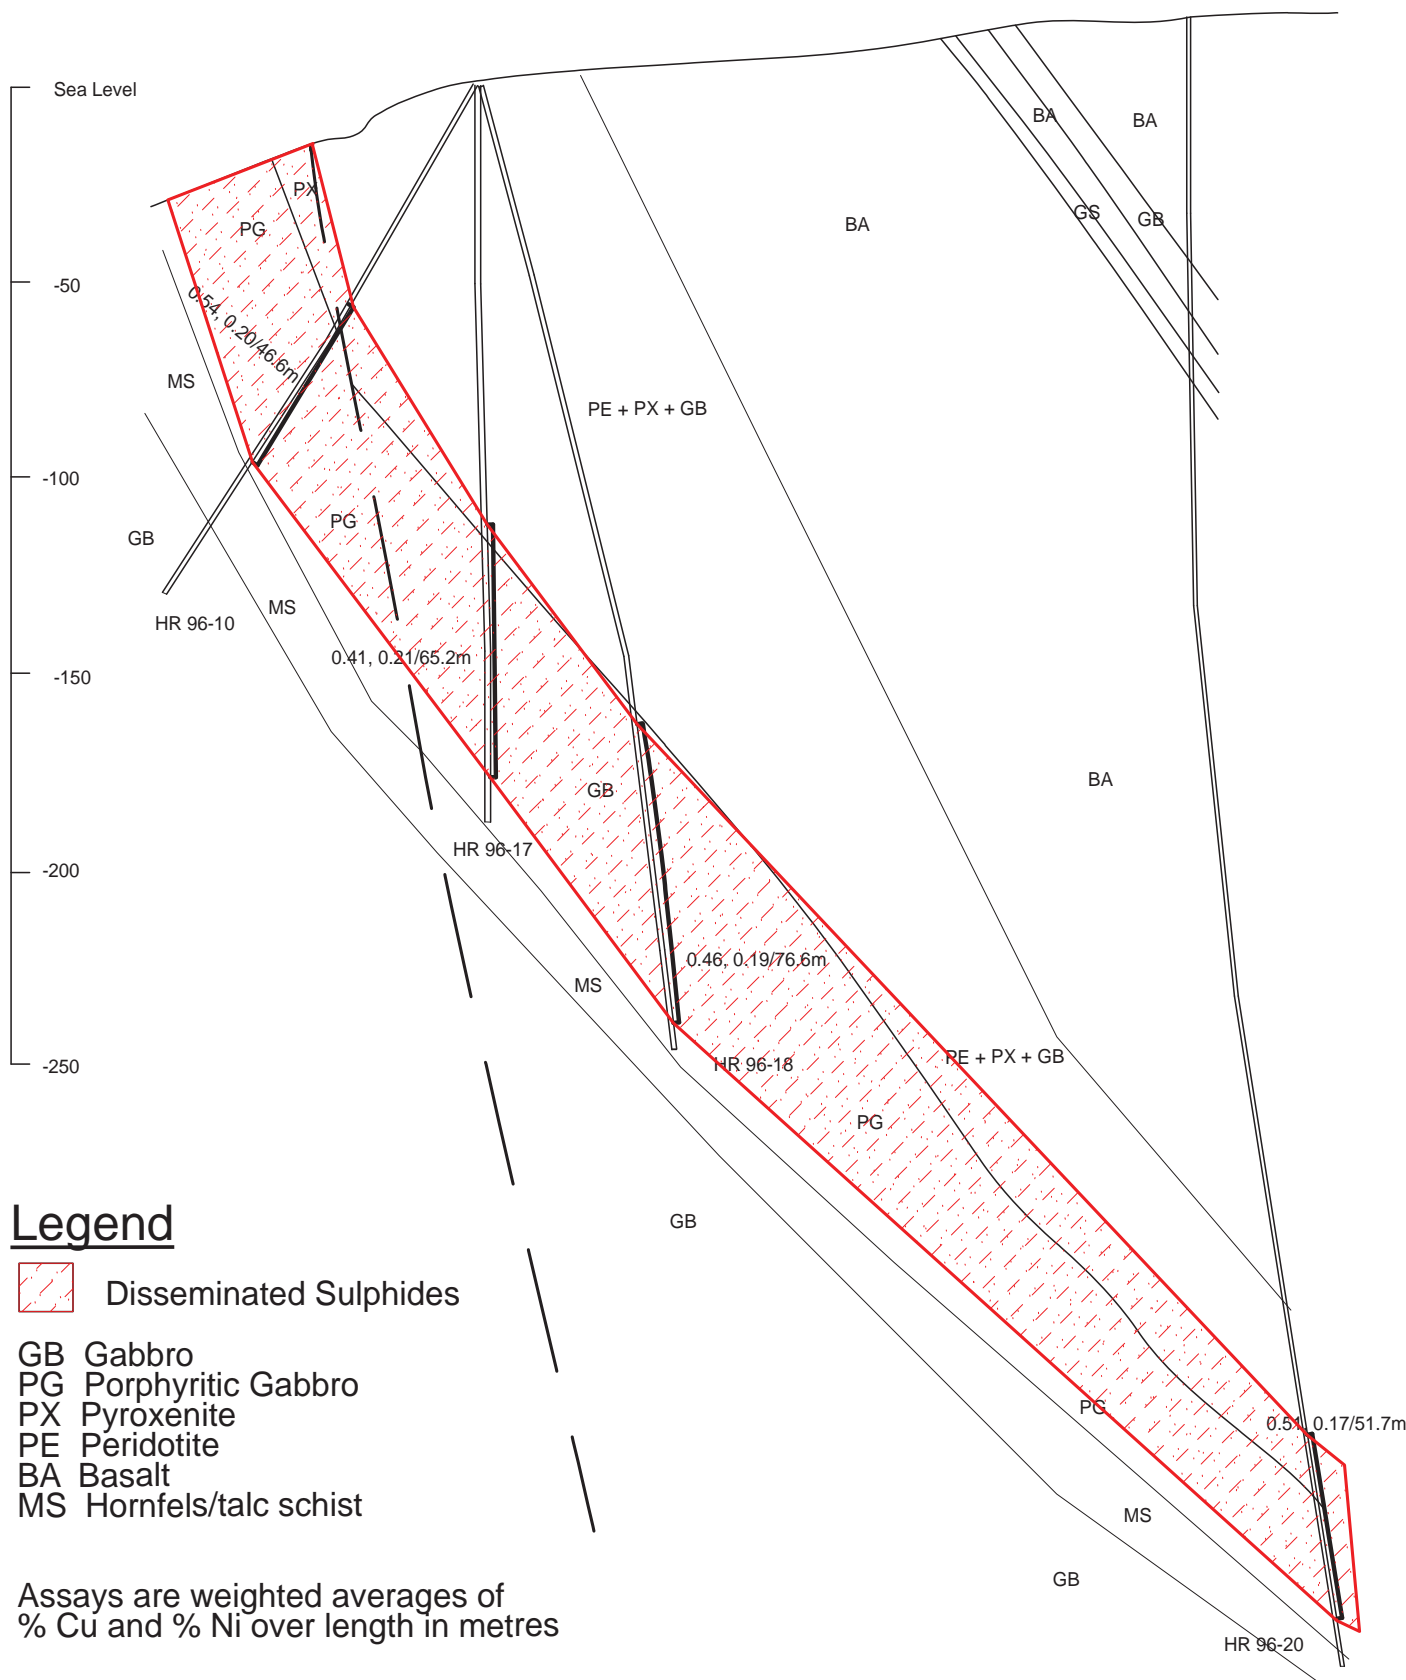 Sea Level
BA
BA
PX
GS
GB
BA
PG
-50
0.54, 0.20/46.6m
MS
PE + PX + GB
-100
PG
GB
MS
HR 96-10
0.41, 0.21/65.2m
-150
BA
GB
HR 96-17
-200
0.46, 0.19/76.6m
MS
PE + PX + GB
HR 96-18
-250
PG
GB
PG
0.51, 0.17/51.7m
MS
GB
HR 96-20
Legend
Disseminated Sulphides
GB Gabbro
PG Porphyritic Gabbro
PX Pyroxenite
PE Peridotite
BA Basalt
MS Hornfels/talc schist
Assays are weighted averages of
% Cu and % Ni over length in metres